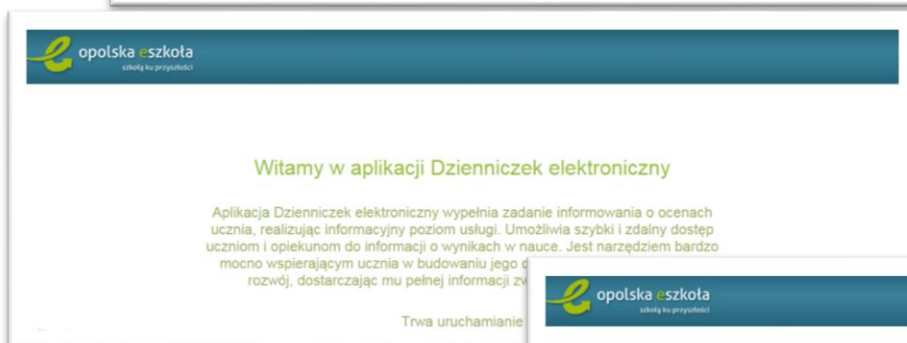 opolska eszkoła
szkołą ku przyszłości
Witamy w aplikacji Dzienniczek elektroniczny
Aplikacja Dzienniczek elektroniczny wypełnia zadanie informowania o ocenach
ucznia, realizując informacyjny poziom usługi. Umożliwia szybki i zdalny dostęp
uczniom i opiekunom do informacji o wynikach w nauce. Jest narzędziem bardzo
mocno wspierającym ucznia w budowaniu jego
rozwój, dostarczając mu pełnej informacji
Trwa uruchamianie
opolska eszkoła
szkołą ku przyszłości